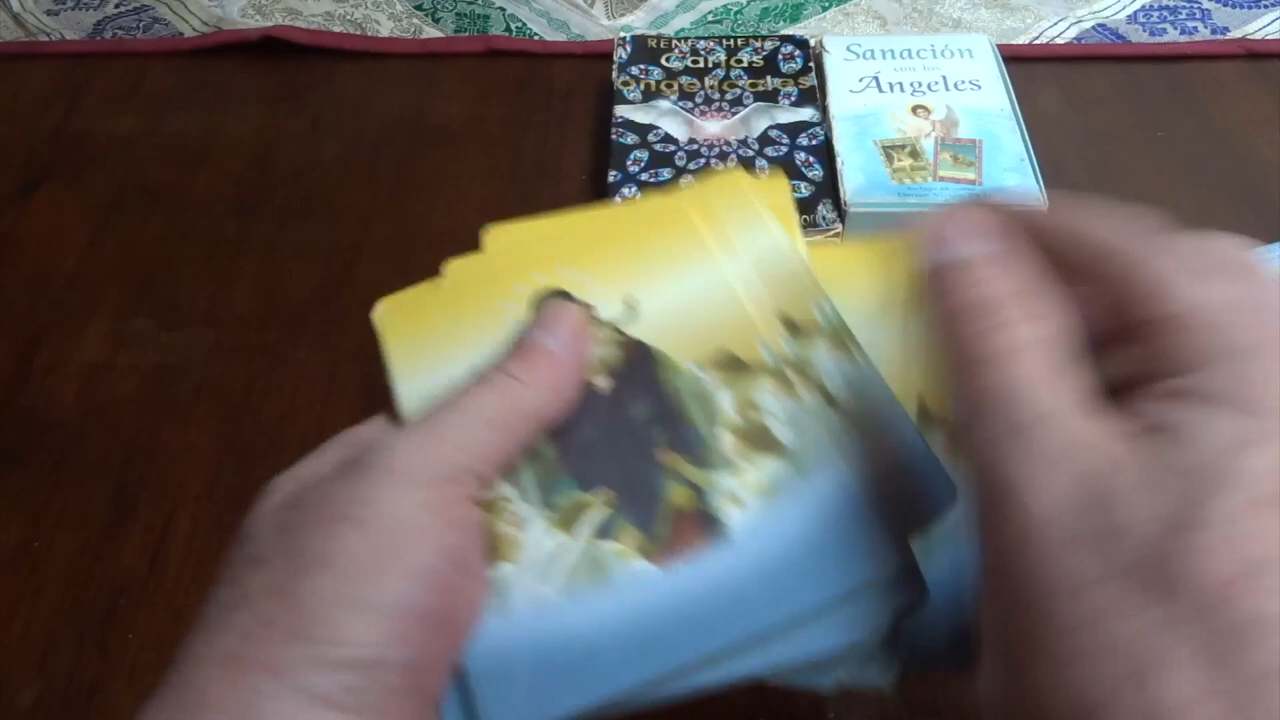 RENE CHENG
Cartas
angelicales
Sanación
con los
Ángeles